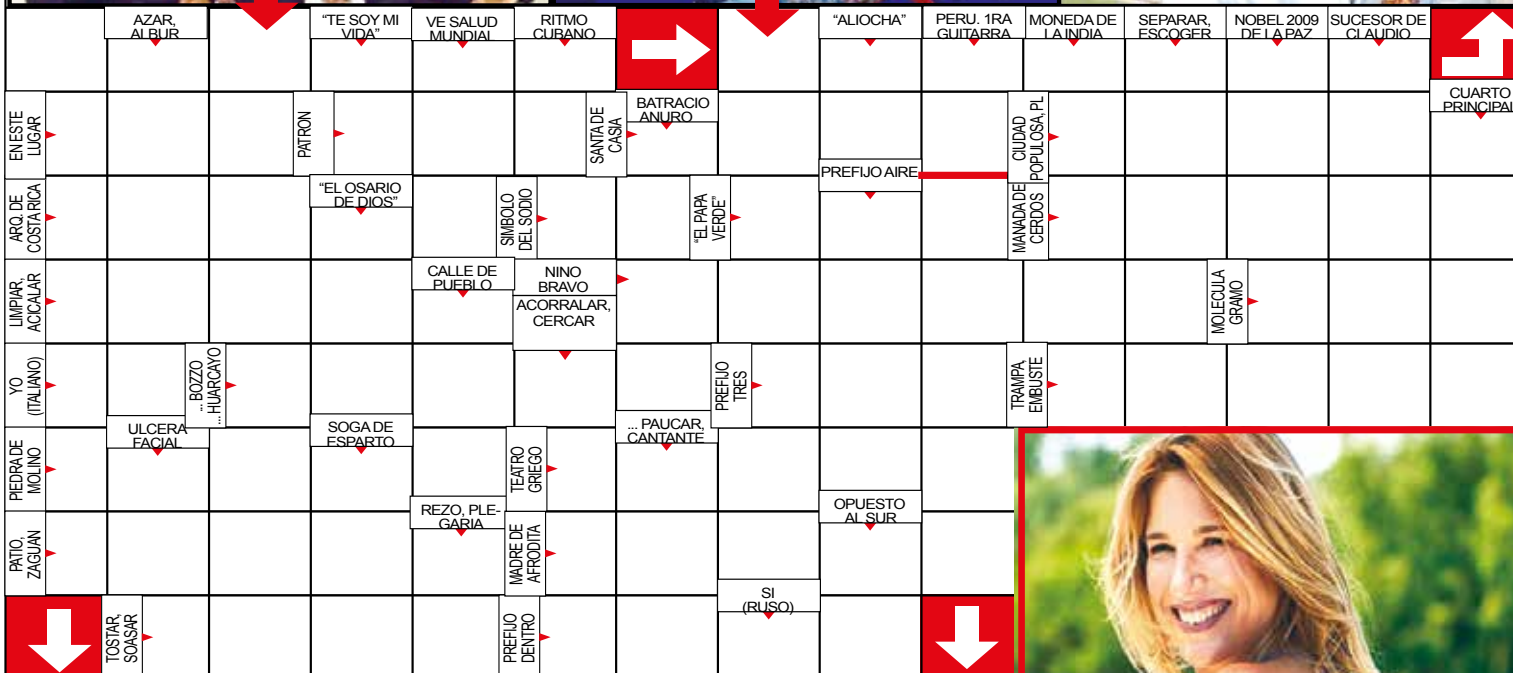 AZAR,
ALBUR
"TE SOY MI
VIDA"
VE SALUD
MUNDIAL
RITMO
CUBANO
"ALIOCHA"
PERU. 1RA
GUITARRA
MONEDA DE
LA INDIA
SEPARAR,
ESCOGER
NOBEL 2009
DE LA PAZ
SUCESOR DE
CLAUDIO
EN ESTE
LUGAR
PATRON
SANTA DE
CASIA
BATRACIO
ANURO
CIUDAD
POPULOSA, PL
CUARTO
PRINCIPAL
PREFIJO AIRE
ARQ. DE
COSTA RICA
"EL OSARIO
DE DIOS"
SIMBOLO
DEL SODIO
"EL PAPA
VERDE"
MANADA DE
CERDOS
LIMPIAR,
ACICALAR
CALLE DE
PUEBLO
NINO
BRAVO
ACORRALAR,
CERCAR
MOLECULA
GRAMO
YO
(ITALIANO)
... BOZZO
... HUARCAYO
PREFIJO
TRES
TRAMPA,
EMBUSTE
PIEDRA DE
MOLINO
ULCERA
FACIAL
SOGA DE
ESPARTO
TEATRO
GRIEGO
... PAUCAR,
CANTANTE
REZO, PLE-
GARIA
OPUESTO
AL SUR
PATIO,
ZAGUAN
MADRE DE
AFRODITA
SI
(RUSO)
TOSTAR,
SOASAR
PREFIJO
DENTRO